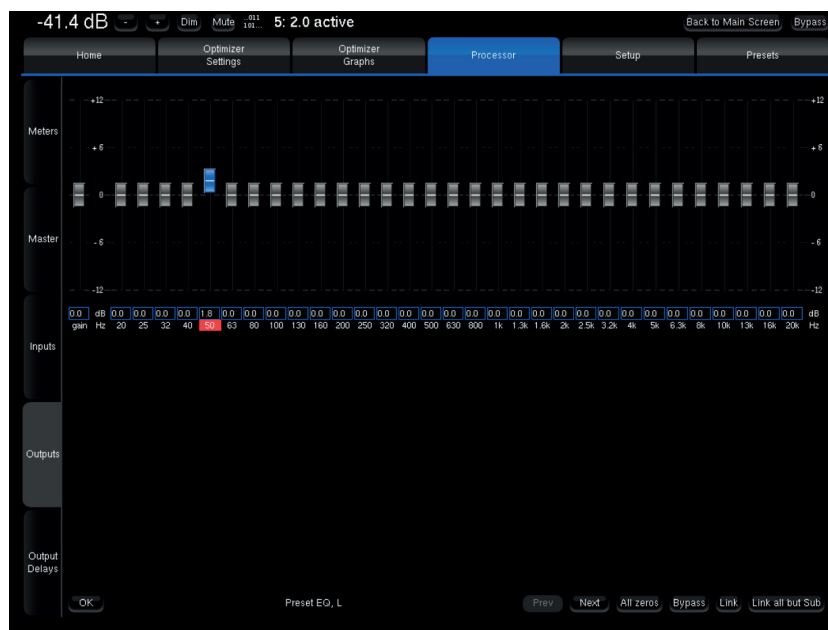 -41.4 dB - + Dim Mute ..011 101... 5: 2.0 active Back to Main Screen Bypass
Home Optimizer Settings Optimizer Graphs Processor Setup Presets
Meters
Master
Inputs
Outputs
Output Delays
+12 +12
+ 6 + 6
0 0
- 6 - 6
-12 -12
0.0 dB 0.0 0.0 0.0 0.0 1.8 0.0 0.0 0.0 0.0 0.0 0.0 0.0 0.0 0.0 0.0 0.0 0.0 0.0 0.0 0.0 0.0 0.0 0.0 0.0 0.0 0.0 0.0 0.0 0.0 0.0 0.0 dB
gain Hz 20 25 32 40 50 63 80 100 130 160 200 250 320 400 500 630 800 1k 1.3k 1.6k 2k 2.5k 3.2k 4k 5k 6.3k 8k 10k 13k 16k 20k Hz
OK Preset EQ, L Prev Next All zeros Bypass Link Link all but Sub